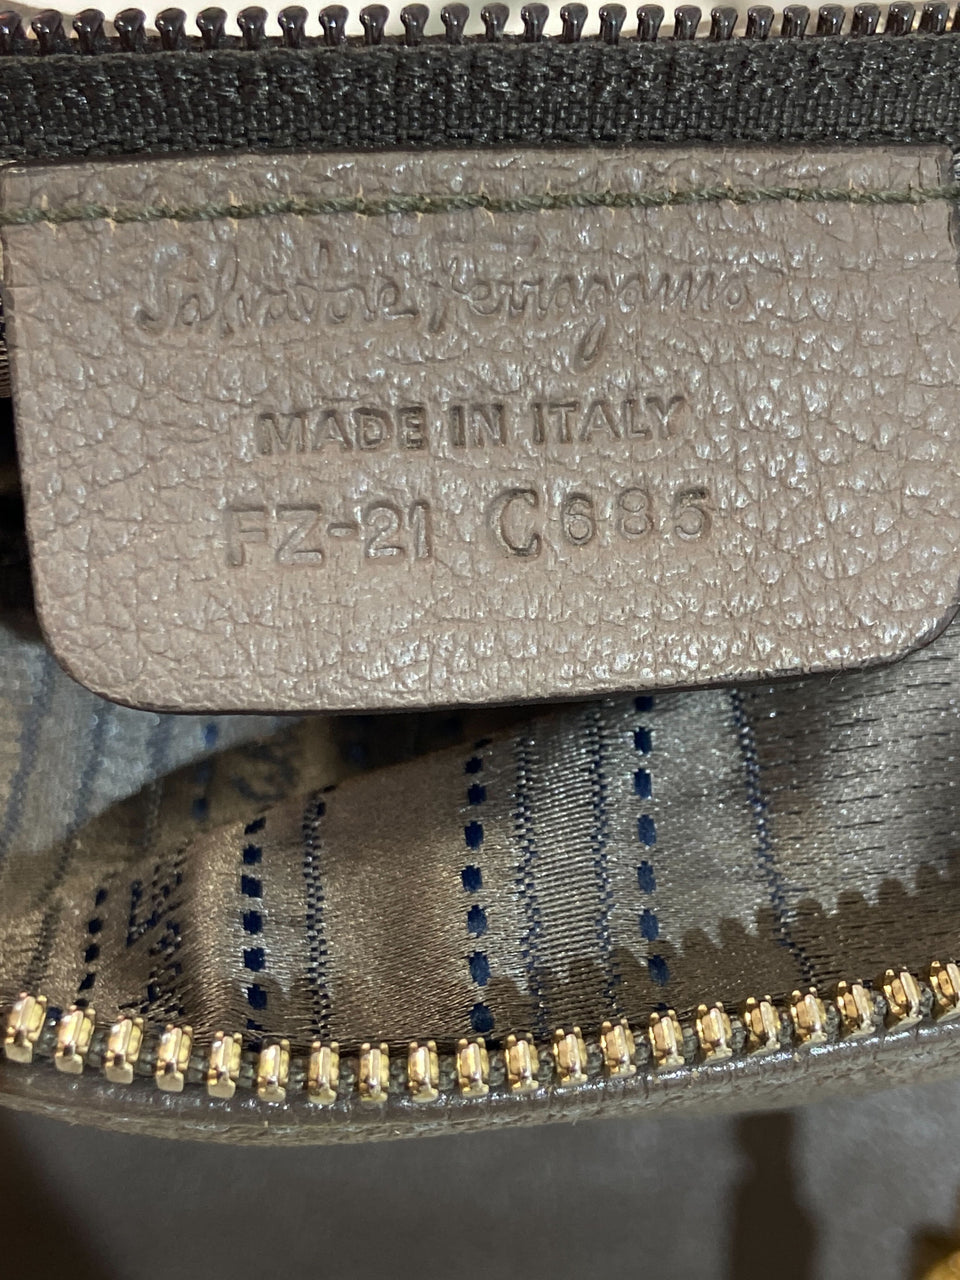 Salvatore Ferragamo
MADE IN ITALY
FZ-21 C685